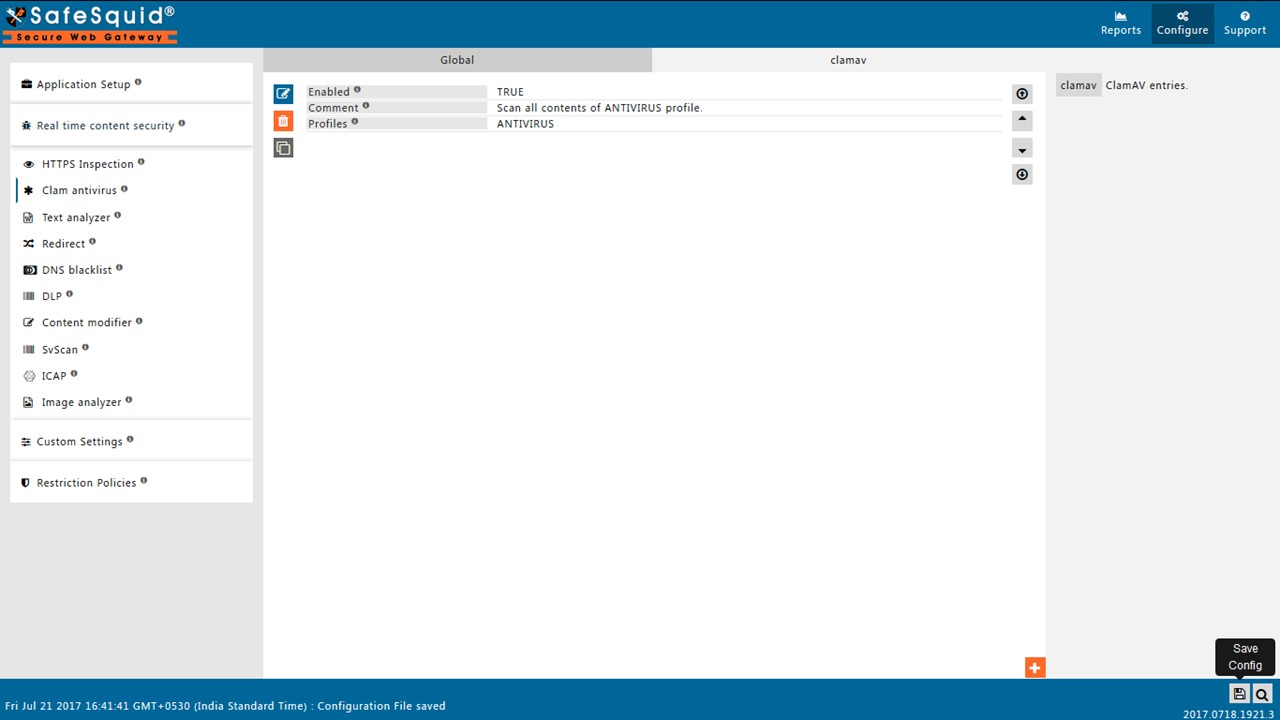 SafeSquid®
Secure Web Gateway
Reports
Configure
Support
Application Setup
Real time content security
HTTPS Inspection
Clam antivirus
Text analyzer
Redirect
DNS blacklist
DLP
Content modifier
SvScan
ICAP
Image analyzer
Custom Settings
Restriction Policies
Global
clamav
Enabled TRUE
Comment Scan all contents of ANTIVIRUS profile.
Profiles ANTIVIRUS
clamav ClamAV entries.
Save
Config
Fri Jul 21 2017 16:41:41 GMT+0530 (India Standard Time) : Configuration File saved
2017.0718.1921.3